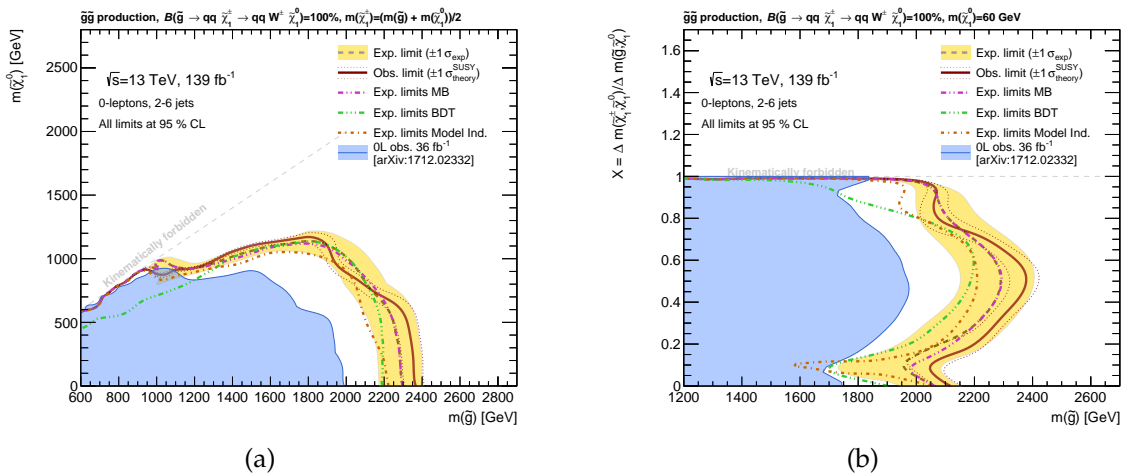 g̃g̃ production, B(g̃ → qq χ̃₁± → qq W± χ̃₁⁰)=100%, m(χ̃₁±)=(m(g̃) + m(χ̃₁⁰))/2
m(χ̃₁⁰) [GeV]
2500
2000
1500
1000
500
0
√s=13 TeV, 139 fb⁻¹
0-leptons, 2-6 jets
All limits at 95 % CL
Exp. limit (±1 σexp)
Obs. limit (±1 σ^SUSY_theory)
Exp. limits MB
Exp. limits BDT
Exp. limits Model Ind.
0L obs. 36 fb⁻¹
[arXiv:1712.02332]
Kinematically forbidden
600 800 1000 1200 1400 1600 1800 2000 2200 2400 2600 2800
m(g̃) [GeV]
(a)
g̃g̃ production, B(g̃ → qq χ̃₁± → qq W± χ̃₁⁰)=100%, m(χ̃₁⁰)=60 GeV
X = Δ m(χ̃₁±,χ̃₁⁰)/Δ m(g̃,χ̃₁⁰)
1.6
1.4
1.2
1
0.8
0.6
0.4
0.2
0
√s=13 TeV, 139 fb⁻¹
0-leptons, 2-6 jets
All limits at 95 % CL
Exp. limit (±1 σexp)
Obs. limit (±1 σ^SUSY_theory)
Exp. limits MB
Exp. limits BDT
Exp. limits Model Ind.
0L obs. 36 fb⁻¹
[arXiv:1712.02332]
Kinematically forbidden
1200 1400 1600 1800 2000 2200 2400 2600
m(g̃) [GeV]
(b)